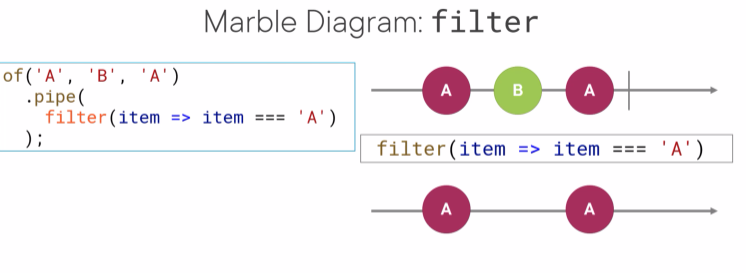 Marble Diagram: filter
of('A', 'B', 'A')
.pipe(
filter(item => item === 'A')
);
A B A
filter(item => item === 'A')
A A